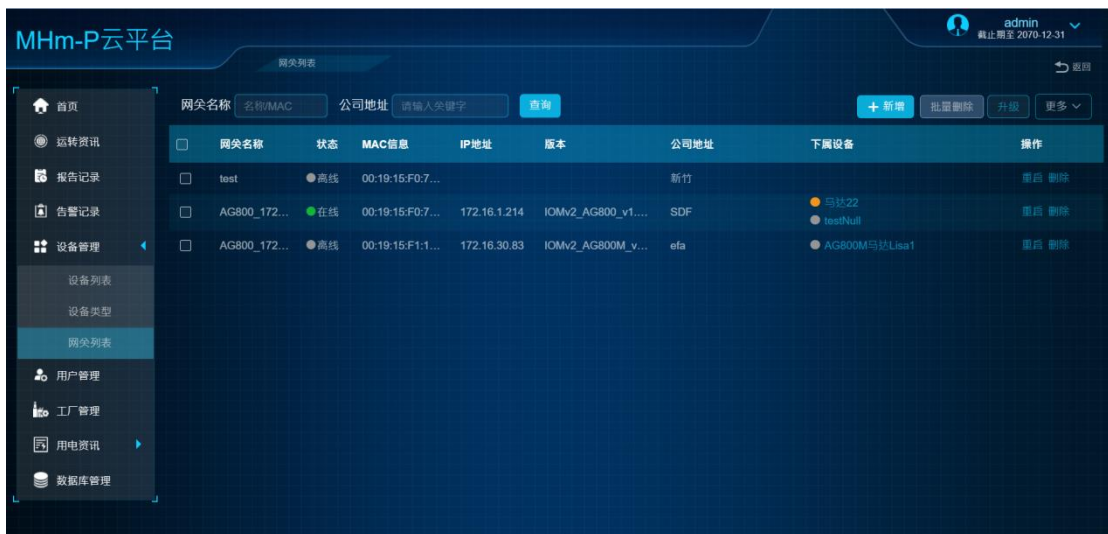 MHm-P云平台
admin
截止期至 2070-12-31
网关列表
返回
首页
运转资讯
报告记录
告警记录
设备管理
设备列表
设备类型
网关列表
用户管理
工厂管理
用电资讯
数据库管理
网关名称 名称/MAC 公司地址 请输入关键字 查询 + 新增 批量删除 升级 更多
网关名称 状态 MAC信息 IP地址 版本 公司地址 下属设备 操作
test 离线 00:19:15:F0:7... 新竹 重启 删除
AG800_172... 在线 00:19:15:F0:7... 172.16.1.214 IOMv2_AG800_v1.... SDF 马达22 重启 删除
testNull
AG800_172... 离线 00:19:15:F1:1... 172.16.30.83 IOMv2_AG800M_v... efa AG800M马达Lisa1 重启 删除